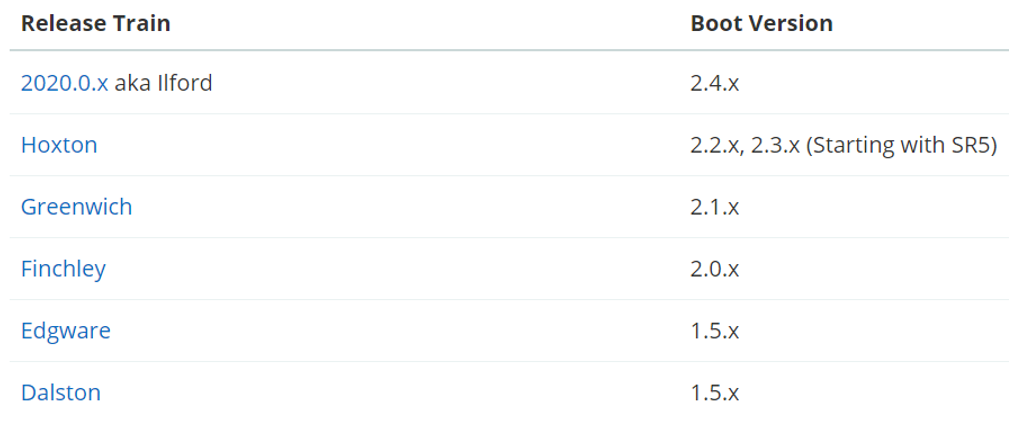 Release Train Boot Version
2020.0.x aka Ilford 2.4.x
Hoxton 2.2.x, 2.3.x (Starting with SR5)
Greenwich 2.1.x
Finchley 2.0.x
Edgware 1.5.x
Dalston 1.5.x